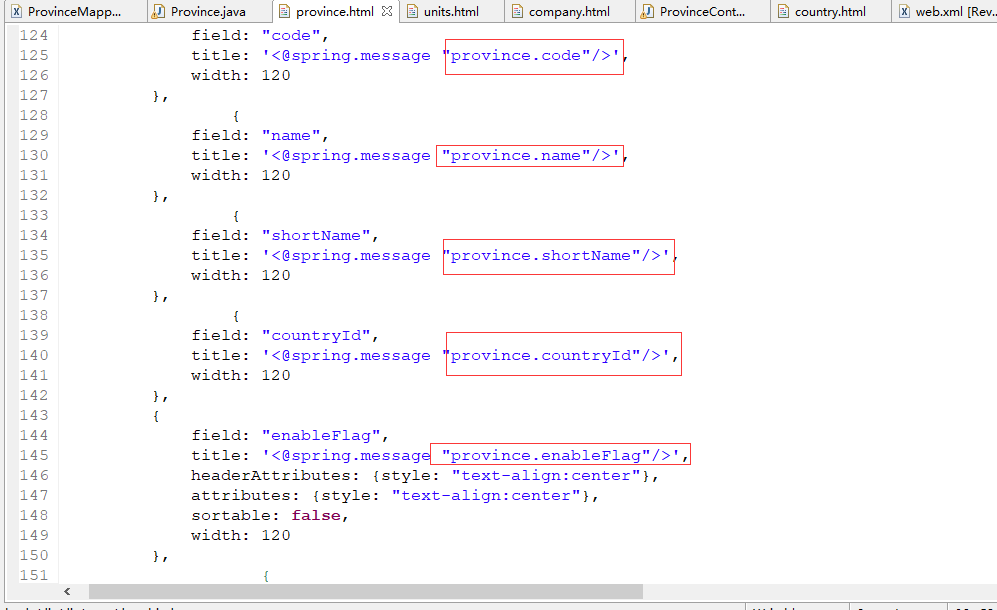 ProvinceMapp... Province.java province.html units.html company.html ProvinceCont... country.html web.xml [Rev..
124 field: "code",
125 title: '<@spring.message "province.code"/>',
126 width: 120
127 },
128 {
129 field: "name",
130 title: '<@spring.message "province.name"/>',
131 width: 120
132 },
133 {
134 field: "shortName",
135 title: '<@spring.message "province.shortName"/>',
136 width: 120
137 },
138 {
139 field: "countryId",
140 title: '<@spring.message "province.countryId"/>',
141 width: 120
142 },
143 {
144 field: "enableFlag",
145 title: '<@spring.message "province.enableFlag"/>',
146 headerAttributes: {style: "text-align:center"},
147 attributes: {style: "text-align:center"},
148 sortable: false,
149 width: 120
150 },
151 {